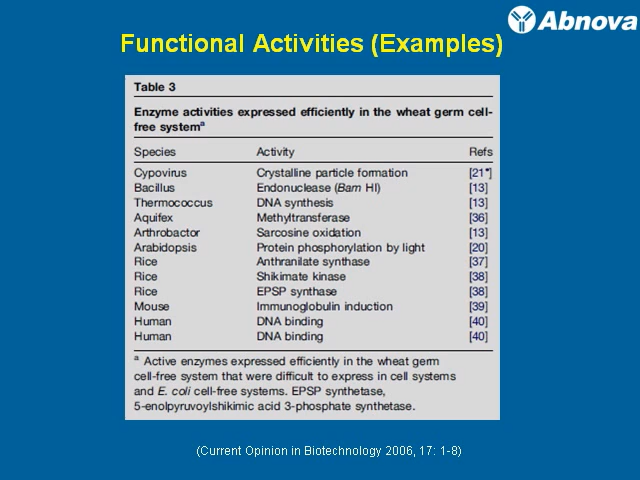 Abnova
Functional Activities (Examples)
Table 3
Enzyme activities expressed efficiently in the wheat germ cell-
free systemᵃ
Species Activity Refs
Cypovirus Crystalline particle formation [21•]
Bacillus Endonuclease (Bam HI) [13]
Thermococcus DNA synthesis [13]
Aquifex Methyltransferase [36]
Arthrobactor Sarcosine oxidation [13]
Arabidopsis Protein phosphorylation by light [20]
Rice Anthranilate synthase [37]
Rice Shikimate kinase [38]
Rice EPSP synthase [38]
Mouse Immunoglobulin induction [39]
Human DNA binding [40]
Human DNA binding [40]
ᵃ Active enzymes expressed efficiently in the wheat germ
cell-free system that were difficult to express in cell systems
and E. coli cell-free systems. EPSP synthetase,
5-enolpyruvoylshikimic acid 3-phosphate synthetase.
(Current Opinion in Biotechnology 2006, 17: 1-8)